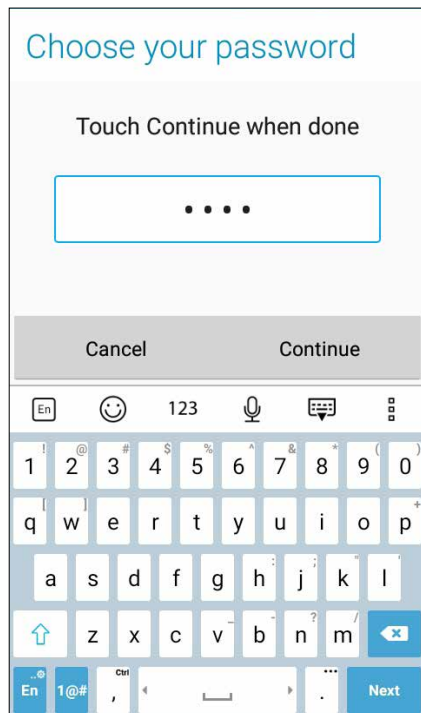 Choose your password
Touch Continue when done
••••
Cancel Continue
En 123
! @ # $ % ^ & * ( )
1 2 3 4 5 6 7 8 9 0
[ ] +
q w e r t y u i o p
: ; " '
a s d f g h j k l
_ - ? /
z x c v b n m
Ctrl
En 1@# , . Next